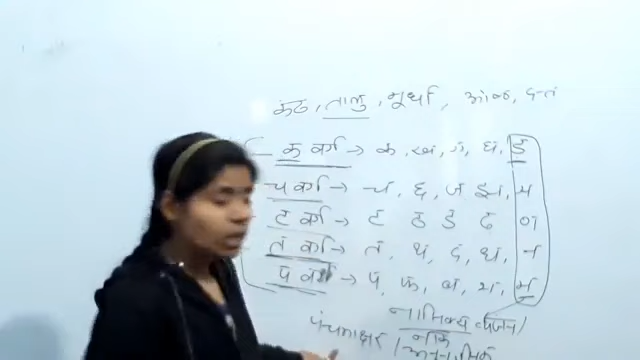 कंठ, तालु, मूर्धा, ओष्ठ, दन्त
क वर्ग → क, ख, ग, घ, ङ
च वर्ग → च, छ, ज, झ, ञ
ट वर्ग → ट ठ ड ढ ण
त वर्ग → त, थ, द, ध, न
प वर्ग → प, फ, ब, भ, म
नासिक्य व्यंजन /
पंचमाक्षर / नाक